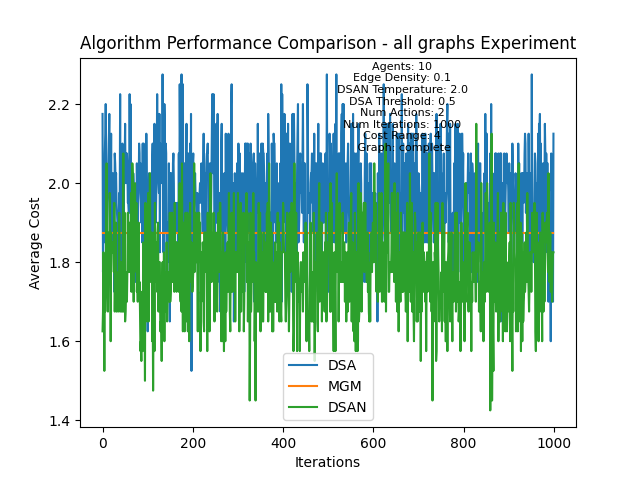 Algorithm Performance Comparison - all graphs Experiment
Agents: 10
Edge Density: 0.1
DSAN Temperature: 2.0
DSA Threshold: 0.5
Num Actions: 2
Num Iterations: 1000
Cost Range: 4
Graph: complete
Average Cost
2.2
2.0
1.8
1.6
1.4
DSA
MGM
DSAN
0
200
400
600
800
1000
Iterations